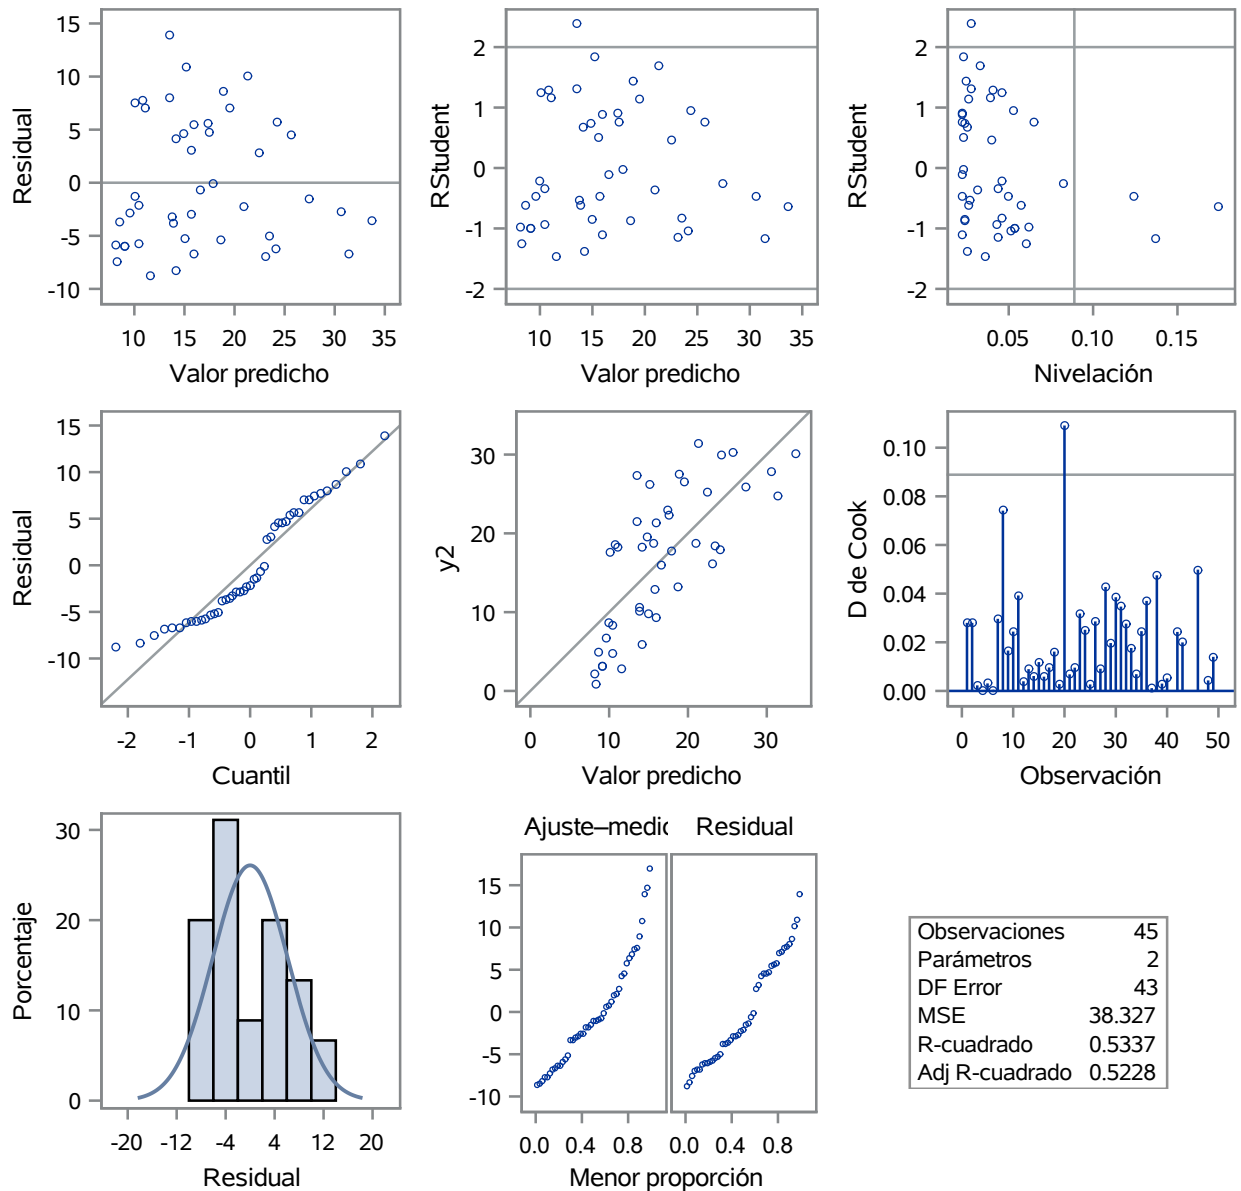 15
10
5
0
-5
-10
Residual
10 15 20 25 30 35
Valor predicho
2
1
0
-1
-2
RStudent
10 15 20 25 30 35
Valor predicho
2
1
0
-1
-2
RStudent
0.05 0.10 0.15
Nivelación
15
10
5
0
-5
-10
Residual
-2 -1 0 1 2
Cuantil
30
20
10
0
y2
0 10 20 30
Valor predicho
0.10
0.08
0.06
0.04
0.02
0.00
D de Cook
0 10 20 30 40 50
Observación
30
20
10
0
Porcentaje
-20 -12 -4 4 12 20
Residual
Ajuste–medic Residual
15
10
5
0
-5
-10
0.0 0.4 0.8 0.0 0.4 0.8
Menor proporción
Observaciones 45
Parámetros 2
DF Error 43
MSE 38.327
R-cuadrado 0.5337
Adj R-cuadrado 0.5228